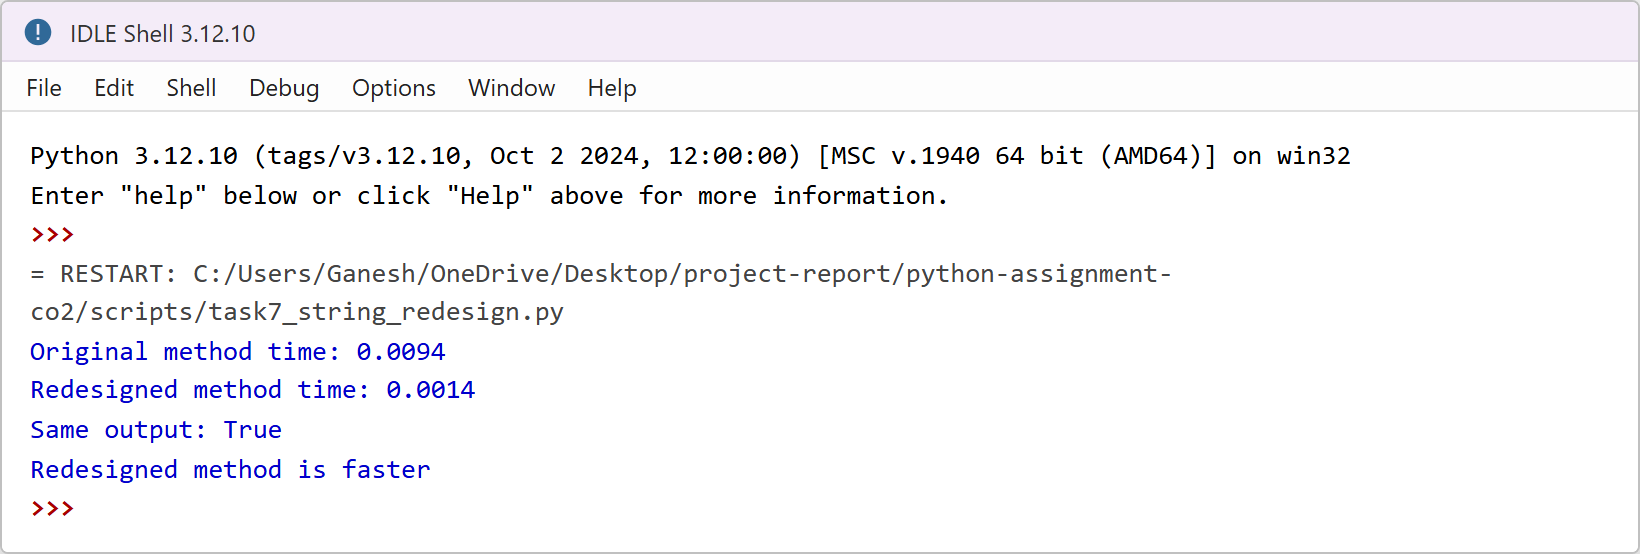 IDLE Shell 3.12.10
File Edit Shell Debug Options Window Help
Python 3.12.10 (tags/v3.12.10, Oct 2 2024, 12:00:00) [MSC v.1940 64 bit (AMD64)] on win32
Enter "help" below or click "Help" above for more information.
>>>
= RESTART: C:/Users/Ganesh/OneDrive/Desktop/project-report/python-assignment-
co2/scripts/task7_string_redesign.py
Original method time: 0.0094
Redesigned method time: 0.0014
Same output: True
Redesigned method is faster
>>>